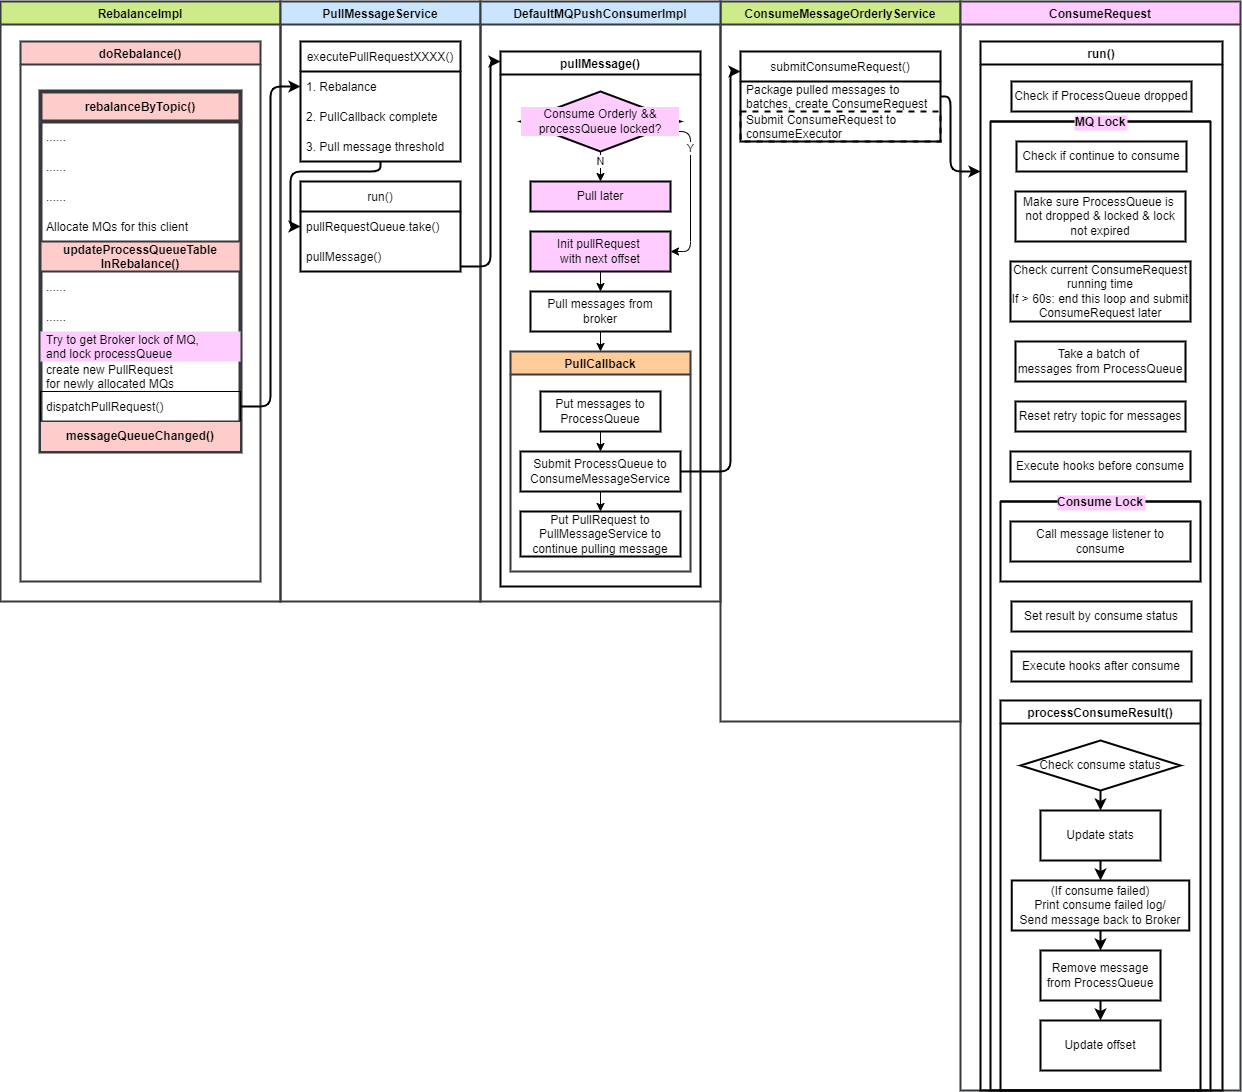 RebalanceImpl
doRebalance()
rebalanceByTopic()
......
......
......
Allocate MQs for this client
updateProcessQueueTable
InRebalance()
......
......
Try to get Broker lock of MQ,
and lock processQueue
create new PullRequest
for newly allocated MQs
dispatchPullRequest()
messageQueueChanged()
PullMessageService
executePullRequestXXXX()
1. Rebalance
2. PullCallback complete
3. Pull message threshold
run()
pullRequestQueue.take()
pullMessage()
DefaultMQPushConsumerImpl
pullMessage()
Consume Orderly &&
processQueue locked?
Y
N
Pull later
Init pullRequest
with next offset
Pull messages from
broker
PullCallback
Put messages to
ProcessQueue
Submit ProcessQueue to
ConsumeMessageService
Put PullRequest to
PullMessageService to
continue pulling message
ConsumeMessageOrderlyService
submitConsumeRequest()
Package pulled messages to
batches, create ConsumeRequest
Submit ConsumeRequest to
consumeExecutor
ConsumeRequest
run()
Check if ProcessQueue dropped
MQ Lock
Check if continue to consume
Make sure ProcessQueue is
not dropped & locked & lock
not expired
Check current ConsumeRequest
running time
If > 60s: end this loop and submit
ConsumeRequest later
Take a batch of
messages from ProcessQueue
Reset retry topic for messages
Execute hooks before consume
Consume Lock
Call message listener to
consume
Set result by consume status
Execute hooks after consume
processConsumeResult()
Check consume status
Update stats
(If consume failed)
Print consume failed log/
Send message back to Broker
Remove message
from ProcessQueue
Update offset